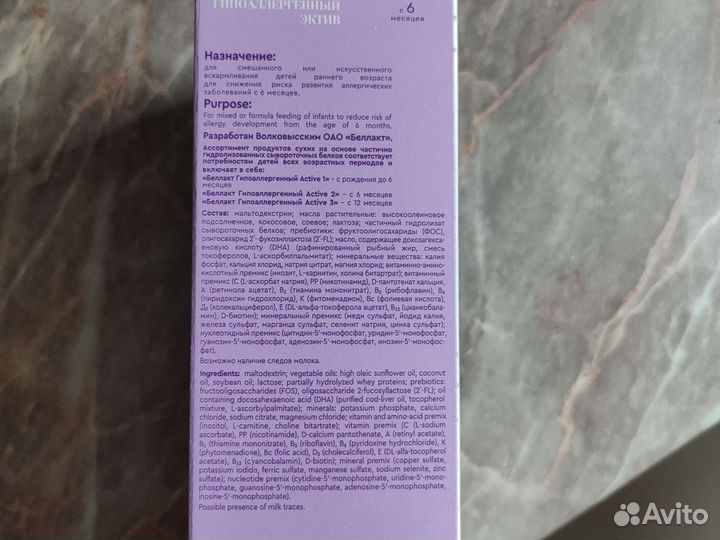 ГИПОАЛЛЕРГЕННЫЙ
ЭКТИВ
с 6
месяцев
Назначение:
для смешанного или искусственного
вскармливания детей раннего возраста
для снижения риска развития аллергических
заболеваний с 6 месяцев.
Purpose:
For mixed or formula feeding of infants to reduce risk of
allergy development from the age of 6 months.
Разработан Волковысским ОАО «Беллакт».
Ассортимент продуктов сухих на основе частично
гидролизованных сывороточных белков соответствует
потребностям детей всех возрастных периодов и
включает в себя:
«Беллакт Гипоаллерген Active 1» – с рождения до 6
месяцев
«Беллакт Гипоаллерген Active 2» – с 6 месяцев
«Беллакт Гипоаллерген Active 3» – с 12 месяцев
Состав: мальтодекстрин; масла растительные: высокоолеиновое
подсолнечное, кокосовое, соевое; лактоза; частичный гидролизат
сывороточных белков; пребиотики: фруктоолигосахариды (ФОС),
олигосахарид 2'- фукозиллактоза (2'-FL); масло, содержащее докозагекса-
еновую кислоту (DHA) (рафинированный рыбный жир, смесь
токоферолов, L-аскорбилпальмитат); минеральные вещества: калия
фосфат, кальция хлорид, натрия цитрат, магния хлорид; витаминно-амино-
кислотный премикс (инозит, L-карнитин, холина битартрат); витаминный
премикс (С (L-аскорбат натрия), РР (никотинамид), D-пантотенат кальция,
А (ретинола ацетат), В₁ (тиамина мононитрат), В₂ (рибофлавин), В₆
(пиридоксин гидрохлорид), К (фитоменадион), Вс (фолиевая кислота),
Д₃ (холекальциферол), Е (DL-альфа-токоферола ацетат), В₁₂ (цианкобала-
мин), D-биотин); минеральный премикс (меди сульфат, йодид калия,
железа сульфат, марганца сульфат, селенит натрия, цинка сульфат);
нуклеотидный премикс (цитидин-5'-монофосфат, уридин-5'-монофосфат,
гуанозин-5'-монофосфат, аденозин-5'-монофосфат, инозин-5'-монофос-
фат).
Возможно наличие следов молока.
Ingredients: maltodextrin; vegetable oils: high oleic sunflower oil, coconut
oil, soybean oil; lactose; partially hydrolyzed whey proteins; prebiotics:
fructooligosaccharides (FOS), oligosaccharide 2-fucosyllactose (2'-FL); oil
containing docosahexaenoic acid (DHA) (purified cod-liver oil, tocopherol
mixture, L-ascorbylpalmitate); minerals: potassium phosphate, calcium
chloride, sodium citrate, magnesium chloride; vitamin and amino acid premix
(inositol, L-carnitine, choline bitartrate); vitamin premix (C (L-sodium
ascorbate), PP (nicotinamide), D-calcium pantothenate, A (retinyl acetate),
B₁ (thiamine mononitrate), B₂ (riboflavin), B₆ (pyridoxine hydrochloride), K
(phytomenadione), Bc (folic acid), D₃ (cholecalciferol), E (DL-alfa-tocopherol
acetate), B₁₂ (cyancobalamin), D-biotin); mineral premix (copper sulfate,
potassium iodine, ferric sulfate, manganese sulfate, sodium selenite, zinc
sulfate); nucleotide premix (cytidine-5'-monophosphate, uridine-5'-mono-
phosphate, guanosine-5'-monophosphate, adenosine-5'-monophosphate,
inosine-5'-monophosphate).
Possible presence of milk traces.
Avito